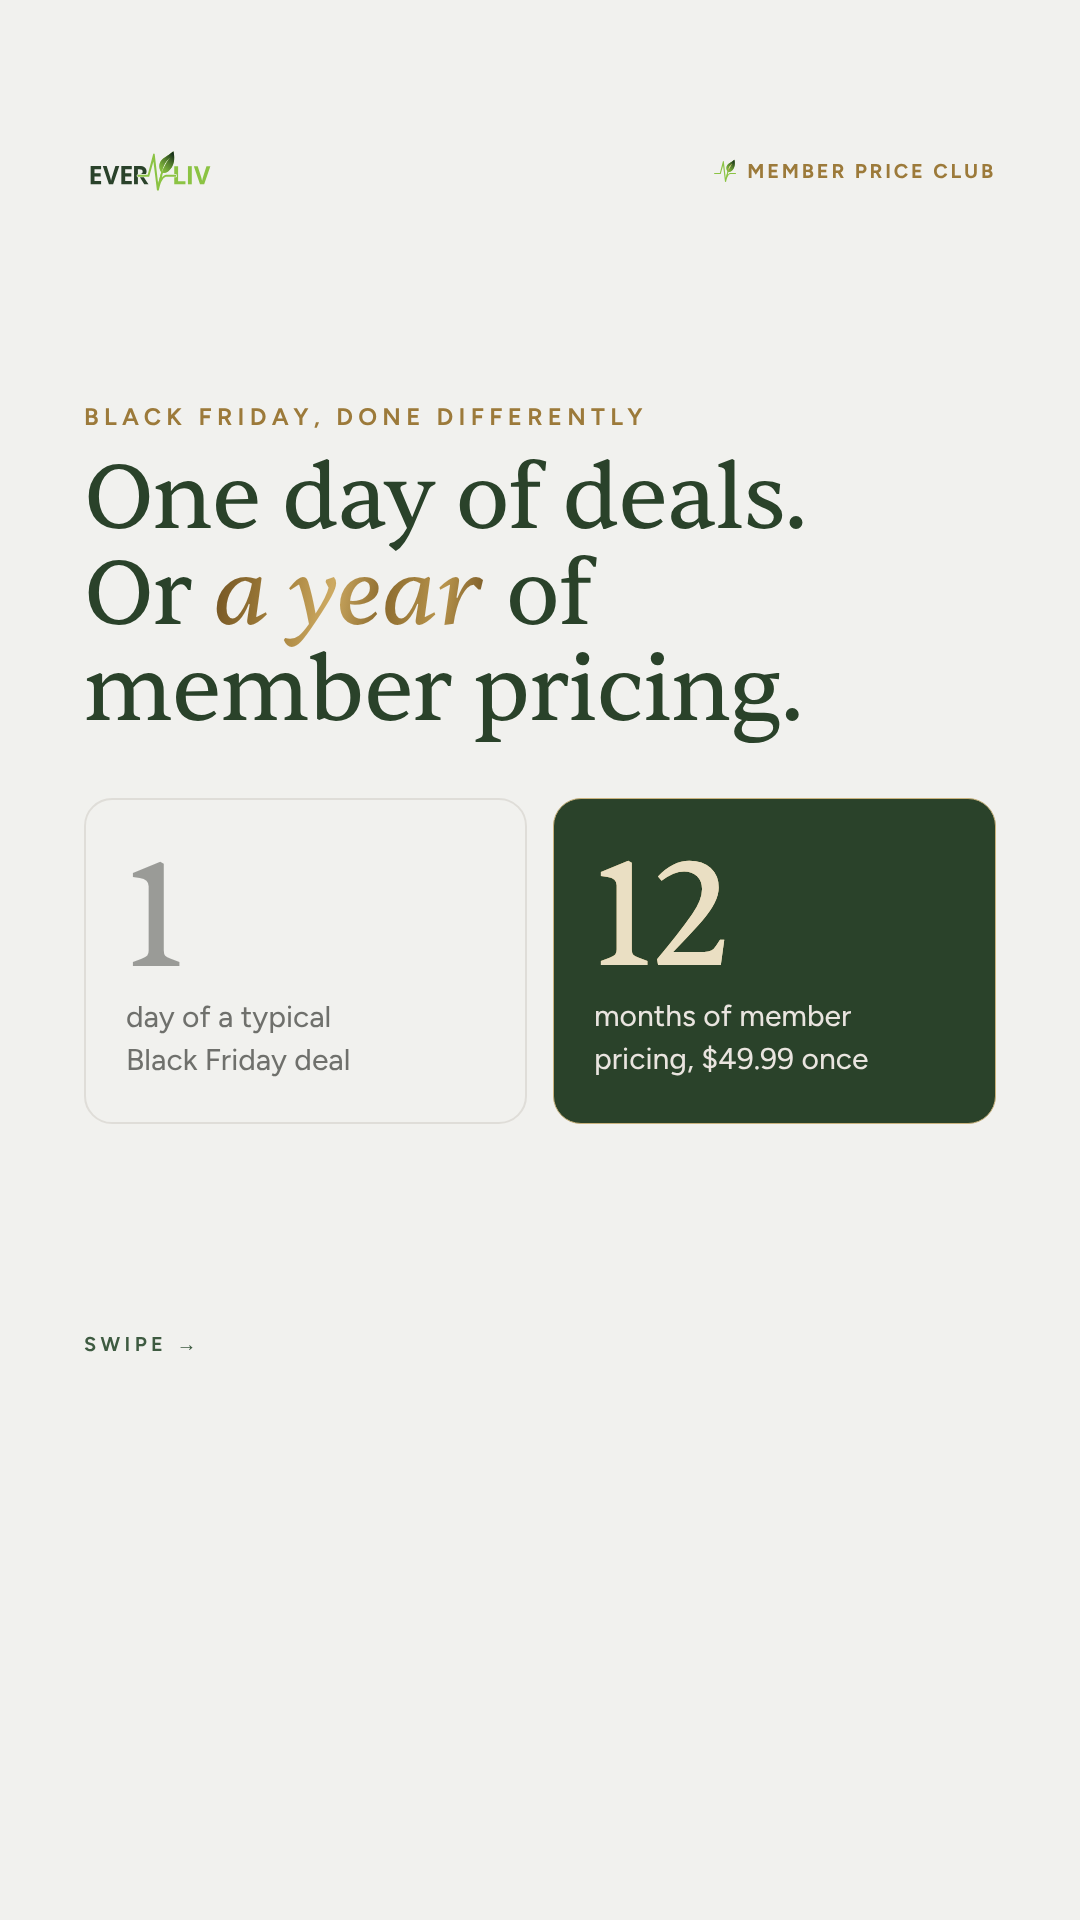 EVERLIV
MEMBER PRICE CLUB
BLACK FRIDAY, DONE DIFFERENTLY
One day of deals.
Or a year of
member pricing.
1
day of a typical
Black Friday deal
12
months of member
pricing, $49.99 once
SWIPE →